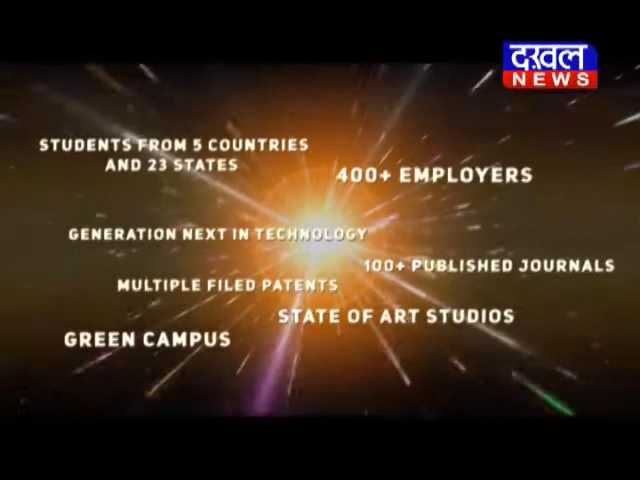 दख़ल
NEWS
STUDENTS FROM 5 COUNTRIES
AND 23 STATES
400+ EMPLOYERS
GENERATION NEXT IN TECHNOLOGY
100+ PUBLISHED JOURNALS
MULTIPLE FILED PATENTS
STATE OF ART STUDIOS
GREEN CAMPUS